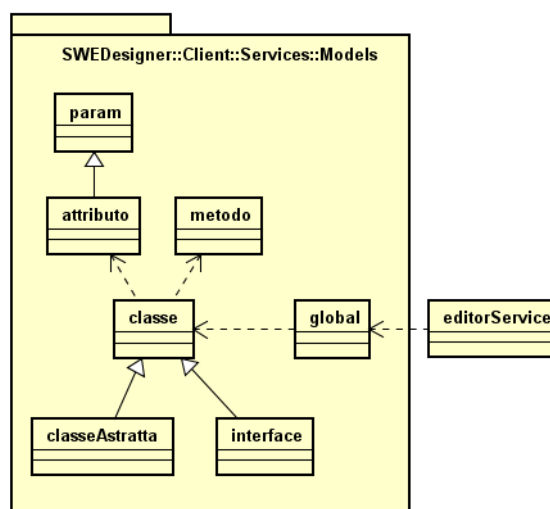 SWEDesigner::Client::Services::Models
param
attributo
metodo
classe
global
editorService
classeAstratta
interface